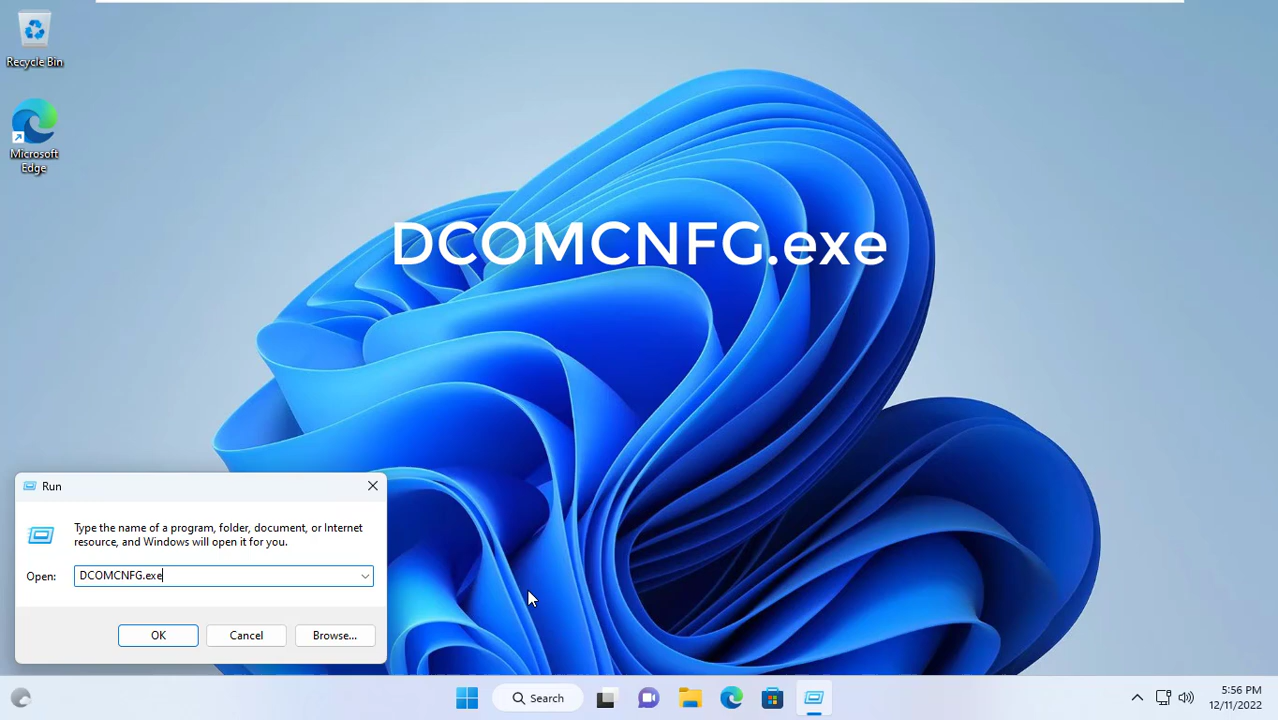 Recycle Bin
Microsoft
Edge
DCOMCNFG.exe
Run
Type the name of a program, folder, document, or Internet
resource, and Windows will open it for you.
Open:
DCOMCNFG.exe
OK
Cancel
Browse...
Search
5:56 PM
12/11/2022